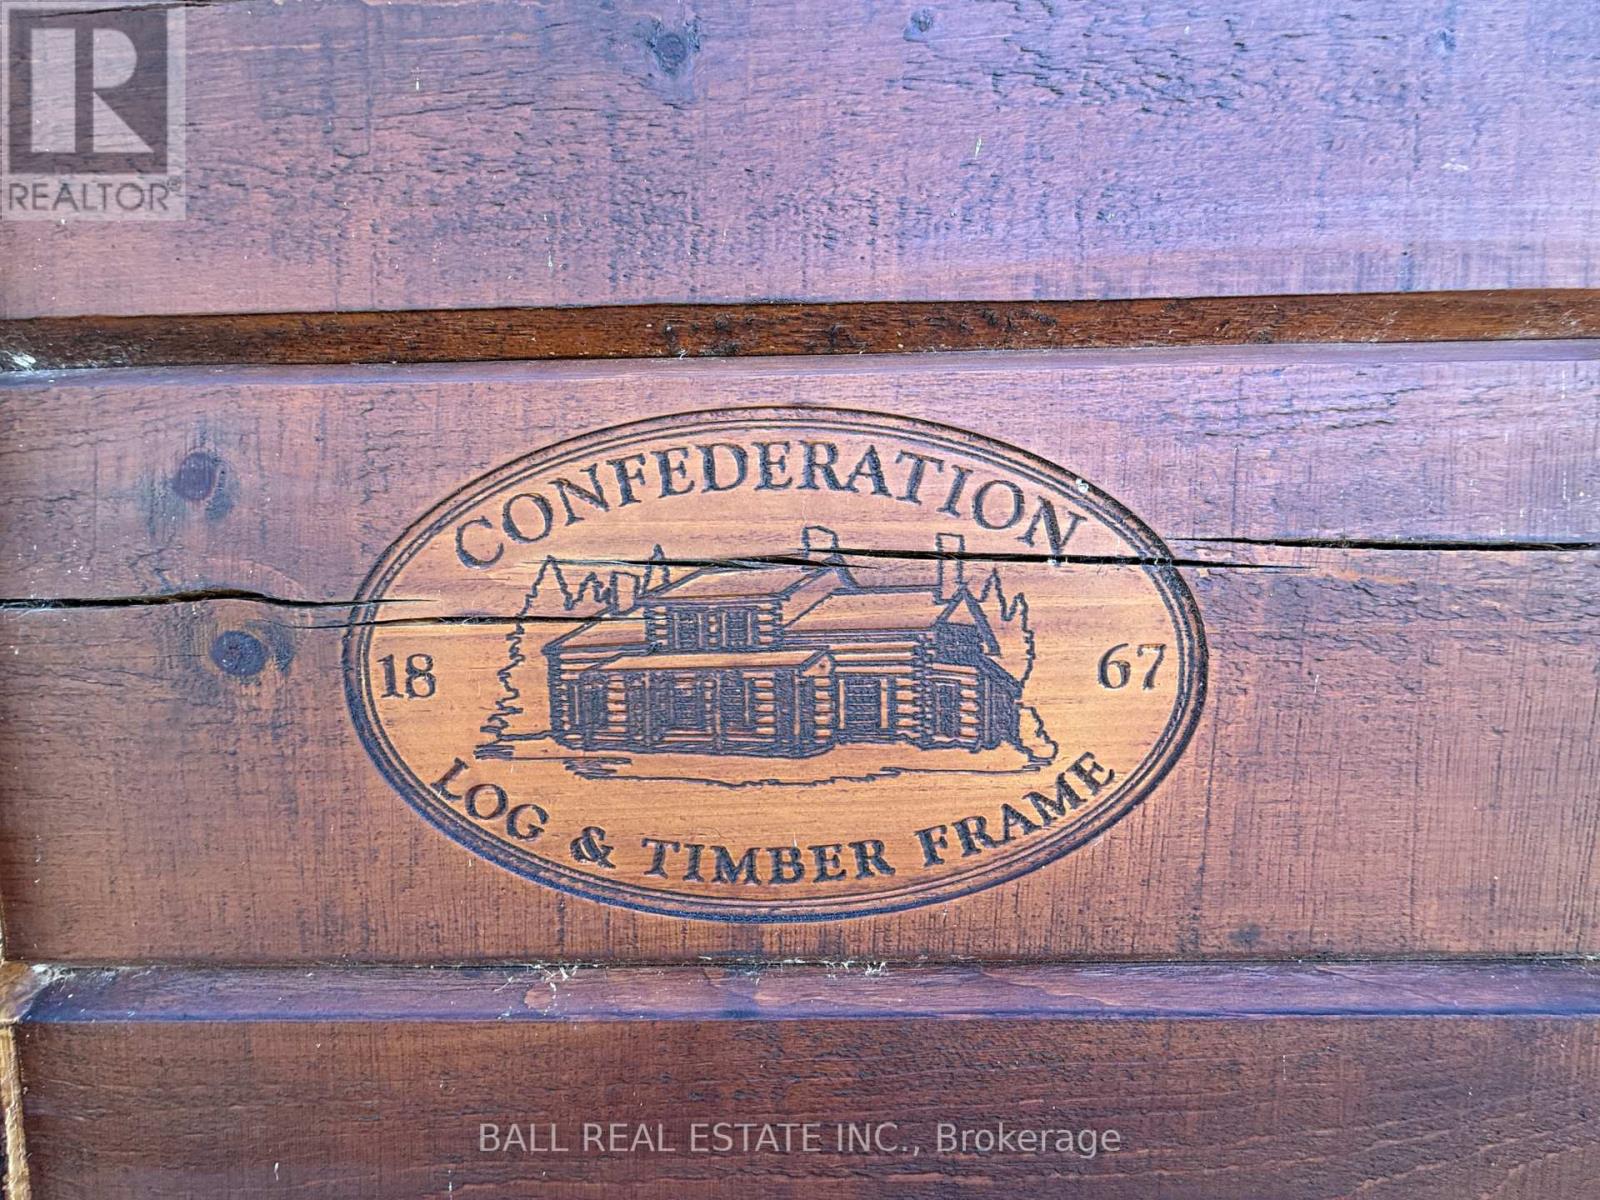 R
REALTOR®
CONFEDERATION
18 67
LOG & TIMBER FRAME
BALL REAL ESTATE INC., Brokerage